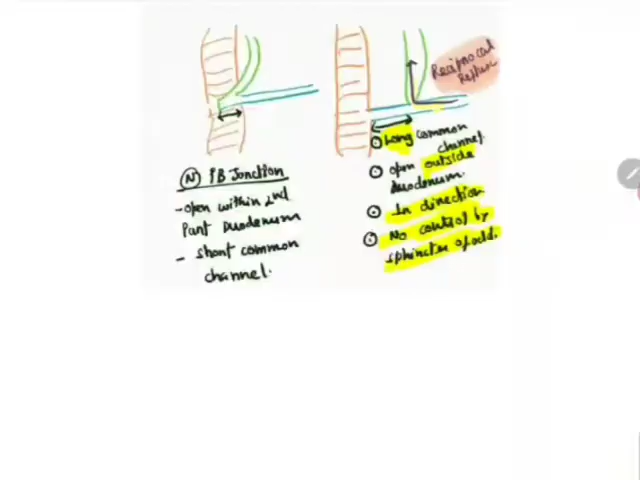 Reciprocal
Reflux
(N) PB Junction
- open within 2nd
Part Duodenum
- short common
channel.
Long common
channel.
open outside
duodenum.
In direction
No control by
sphincter of odd.